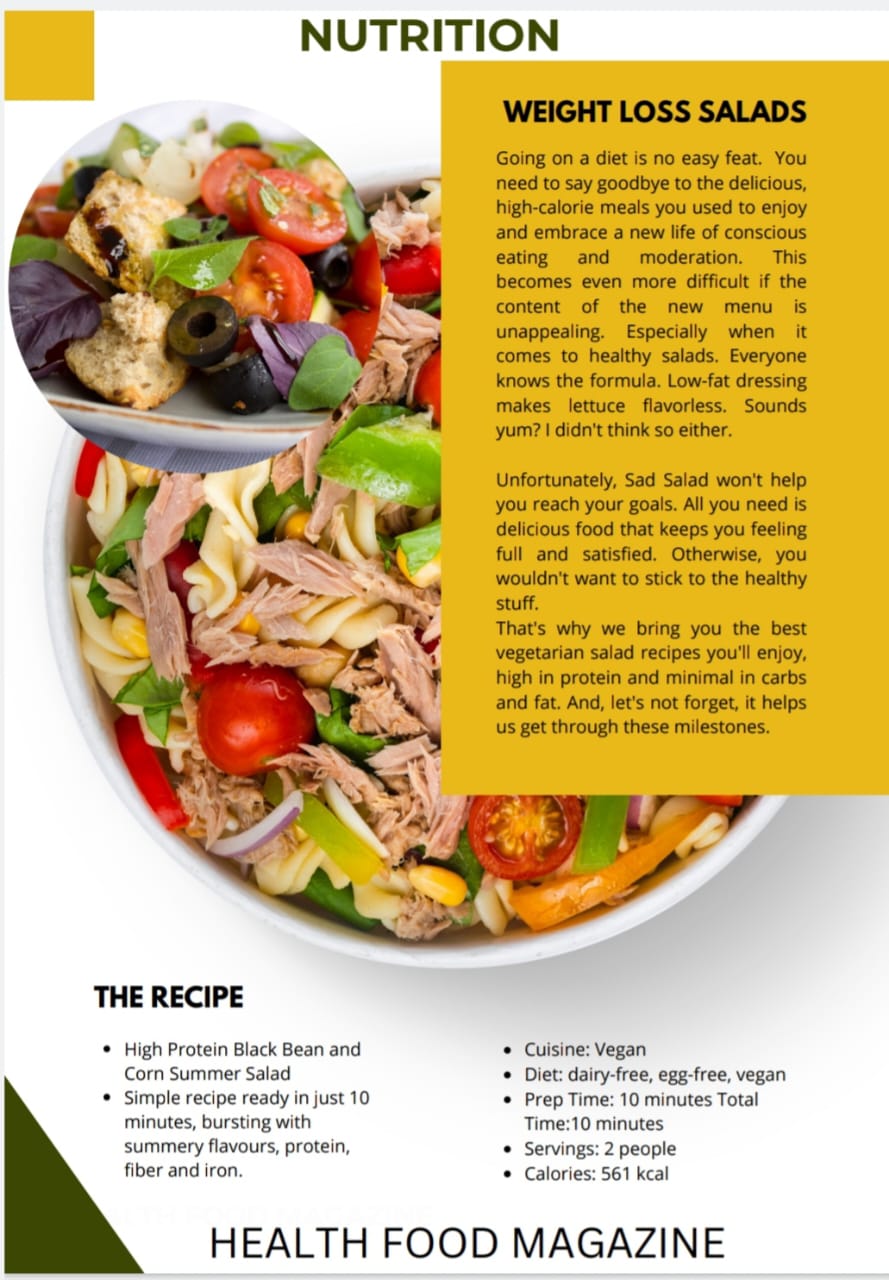 NUTRITION
WEIGHT LOSS SALADS
Going on a diet is no easy feat. You
need to say goodbye to the delicious,
high-calorie meals you used to enjoy
and embrace a new life of conscious
eating and moderation. This
becomes even more difficult if the
content of the new menu is
unappealing. Especially when it
comes to healthy salads. Everyone
knows the formula. Low-fat dressing
makes lettuce flavorless. Sounds
yum? I didn't think so either.
Unfortunately, Sad Salad won't help
you reach your goals. All you need is
delicious food that keeps you feeling
full and satisfied. Otherwise, you
wouldn't want to stick to the healthy
stuff.
That's why we bring you the best
vegetarian salad recipes you'll enjoy,
high in protein and minimal in carbs
and fat. And, let's not forget, it helps
us get through these milestones.
THE RECIPE
• High Protein Black Bean and
Corn Summer Salad
• Simple recipe ready in just 10
minutes, bursting with
summery flavours, protein,
fiber and iron.
• Cuisine: Vegan
• Diet: dairy-free, egg-free, vegan
• Prep Time: 10 minutes Total
Time:10 minutes
• Servings: 2 people
• Calories: 561 kcal
HEALTH FOOD MAGAZINE